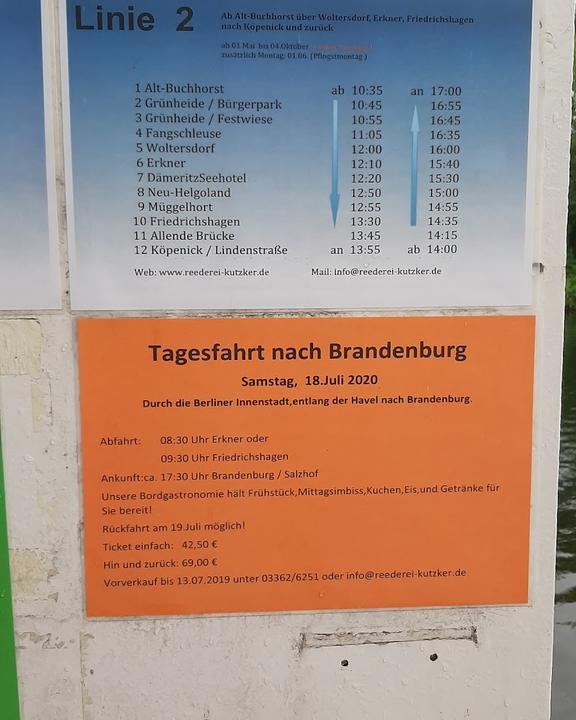 Linie 2
Ab Alt-Buchhorst über Woltersdorf, Erkner, Friedrichshagen
nach Köpenick und zurück
ab 01 Mai bis 04.Oktober
zusätzlich Montag: 01.06. (Pfingstmontag )
1 Alt-Buchhorst ab 10:35 an 17:00
2 Grünheide / Bürgerpark 10:45 16:55
3 Grünheide / Festwiese 10:55 16:45
4 Fangschleuse 11:05 16:35
5 Woltersdorf 12:00 16:00
6 Erkner 12:10 15:40
7 DämeritzSeehotel 12:20 15:30
8 Neu-Helgoland 12:50 15:00
9 Müggelhort 12:55 14:55
10 Friedrichshagen 13:30 14:35
11 Allende Brücke 13:45 14:15
12 Köpenick / Lindenstraße an 13:55 ab 14:00
Web: www.reederei-kutzker.de Mail: info@reederei-kutzker.de
Tagesfahrt nach Brandenburg
Samstag, 18.Juli 2020
Durch die Berliner Innenstadt,entlang der Havel nach Brandenburg.
Abfahrt: 08:30 Uhr Erkner oder
09:30 Uhr Friedrichshagen
Ankunft:ca. 17:30 Uhr Brandenburg / Salzhof
Unsere Bordgastronomie hält Frühstück,Mittagsimbiss,Kuchen,Eis,und Getränke für
Sie bereit!
Rückfahrt am 19.Juli möglich!
Ticket einfach: 42,50 €
Hin und zurück: 69,00 €
Vorverkauf bis 13.07.2019 unter 03362/6251 oder info@reederei-kutzker.de